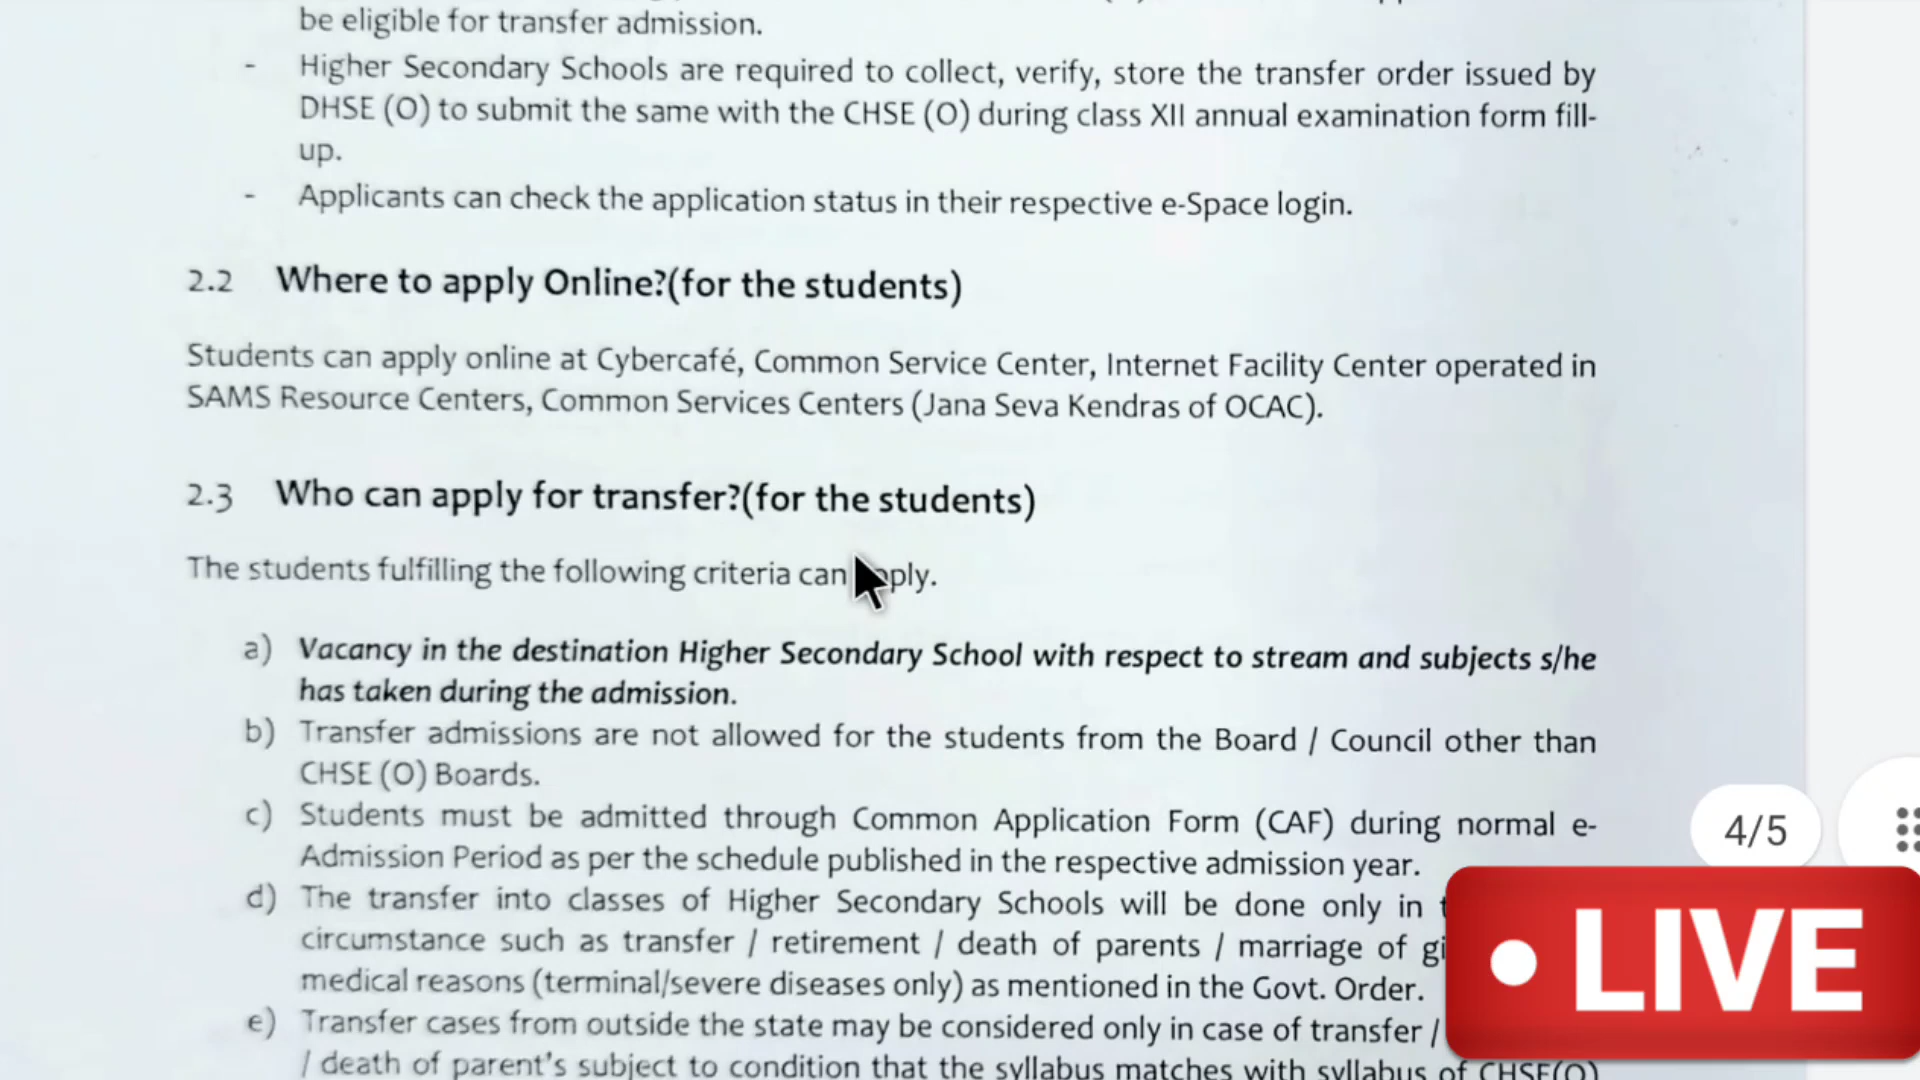 be eligible for transfer admission.
- Higher Secondary Schools are required to collect, verify, store the transfer order issued by
DHSE (O) to submit the same with the CHSE (O) during class XII annual examination form fill-
up.
- Applicants can check the application status in their respective e-Space login.
2.2 Where to apply Online?(for the students)
Students can apply online at Cybercafé, Common Service Center, Internet Facility Center operated in
SAMS Resource Centers, Common Services Centers (Jana Seva Kendras of OCAC).
2.3 Who can apply for transfer?(for the students)
The students fulfilling the following criteria can apply.
a) Vacancy in the destination Higher Secondary School with respect to stream and subjects s/he
has taken during the admission.
b) Transfer admissions are not allowed for the students from the Board / Council other than
CHSE (O) Boards.
c) Students must be admitted through Common Application Form (CAF) during normal e-
Admission Period as per the schedule published in the respective admission year.
d) The transfer into classes of Higher Secondary Schools will be done only in
circumstance such as transfer / retirement / death of parents / marriage of
medical reasons (terminal/severe diseases only) as mentioned in the Govt. Order.
e) Transfer cases from outside the state may be considered only in case of transfer /
/ death of parent's subject to condition that the syllabus matches with syllabus of CHSE(O)
4/5
LIVE